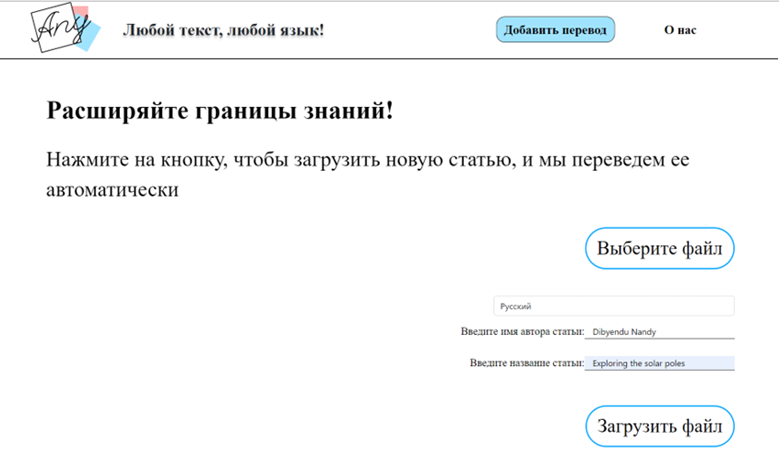 Any
Любой текст, любой язык!
Добавить перевод
О нас
Расширяйте границы знаний!
Нажмите на кнопку, чтобы загрузить новую статью, и мы переведем ее
автоматически
Выберите файл
Русский
Введите имя автора статьи: Dibyendu Nandy
Введите название статьи: Exploring the solar poles
Загрузить файл